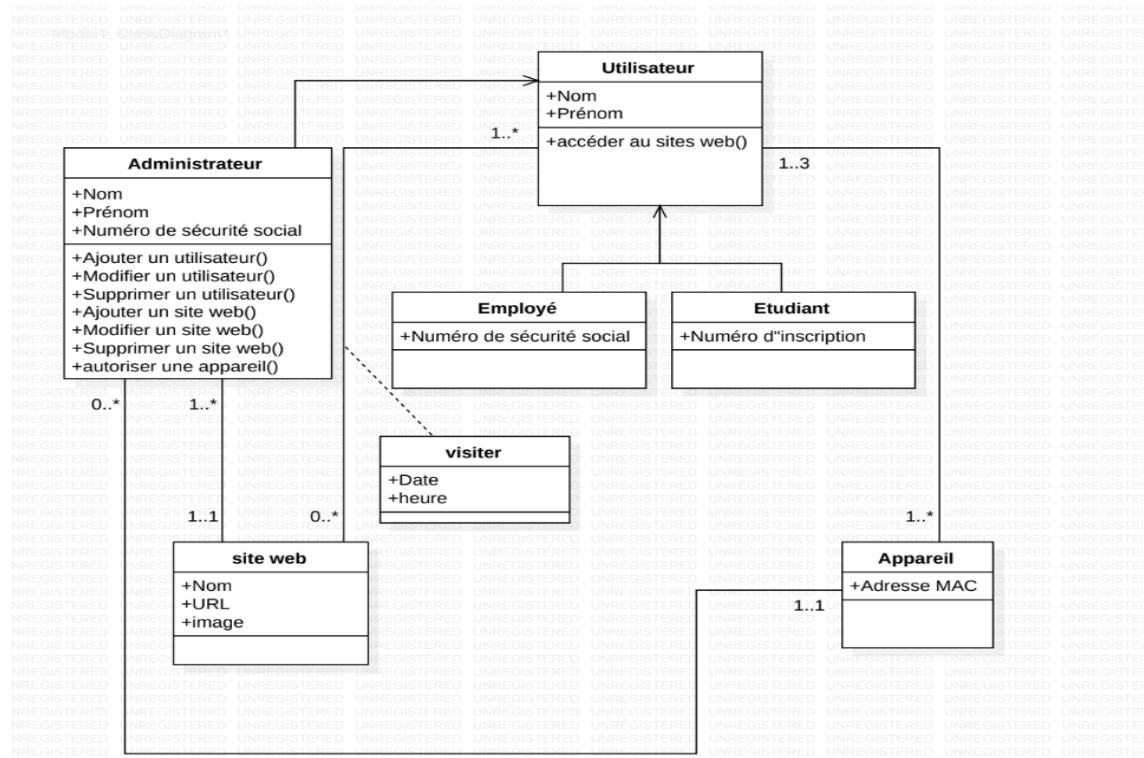 Model1::ClassDiagram1
UNREGISTERED
Utilisateur
+Nom
+Prénom
+accéder au sites web()
1..*
1..3
Administrateur
+Nom
+Prénom
+Numéro de sécurité social
+Ajouter un utilisateur()
+Modifier un utilisateur()
+Supprimer un utilisateur()
+Ajouter un site web()
+Modifier un site web()
+Supprimer un site web()
+autoriser une appareil()
Employé
+Numéro de sécurité social
Etudiant
+Numéro d"inscription
0..*
1..*
visiter
+Date
+heure
1..1
0..*
1..*
site web
+Nom
+URL
+image
Appareil
+Adresse MAC
1..1